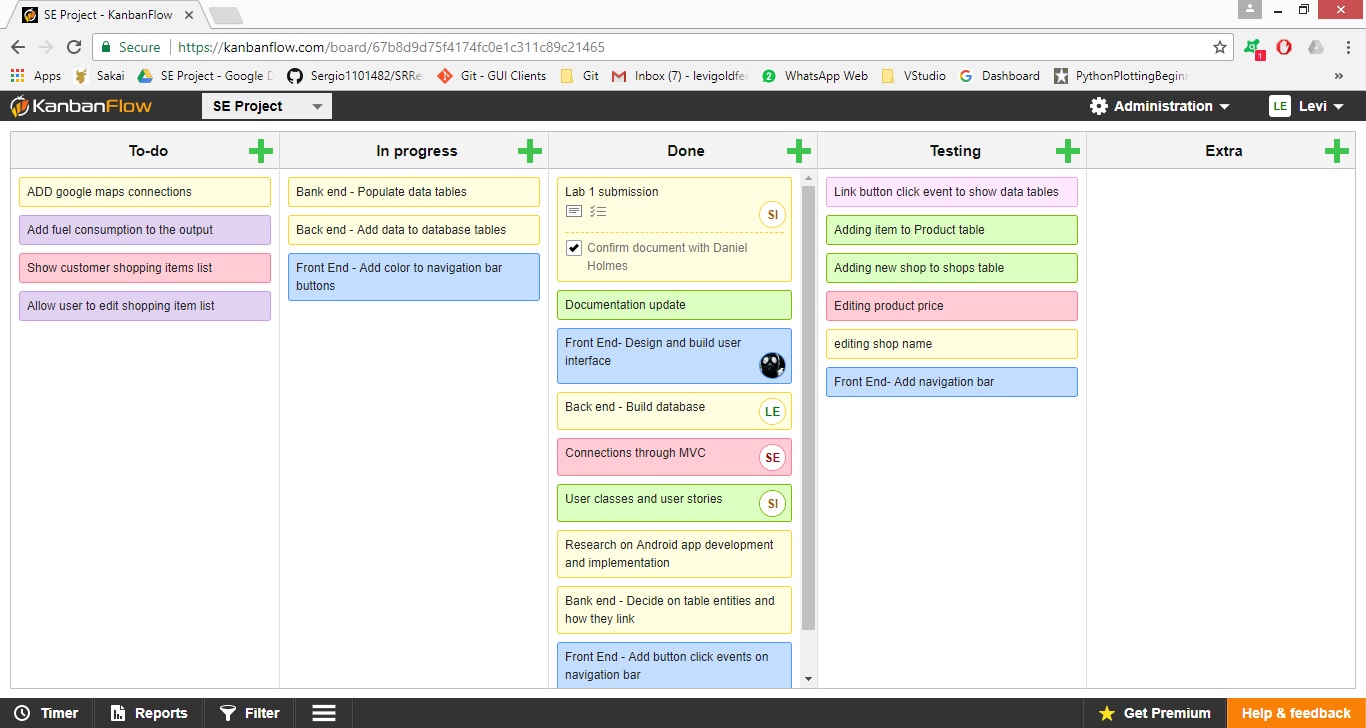 SE Project - KanbanFlow
Secure
https://kanbanflow.com/board/67b8d9d75f4174fc0e1c311c89c21465
1
Apps
Sakai
SE Project - Google D
Sergio1101482/SRRe
Git - GUI Clients
Git
Inbox (7) - levigoldfe
2
WhatsApp Web
VStudio
Dashboard
PythonPlottingBeginn
»
KanbanFlow
SE Project
Administration
LE
Levi
To-do
In progress
Done
Testing
Extra
ADD google maps connections
Add fuel consumption to the output
Show customer shopping items list
Allow user to edit shopping item list
Bank end - Populate data tables
Back end - Add data to database tables
Front End - Add color to navigation bar
buttons
Lab 1 submission
SI
Confirm document with Daniel
Holmes
Documentation update
Front End- Design and build user
interface
Back end - Build database
LE
Connections through MVC
SE
User classes and user stories
SI
Research on Android app development
and implementation
Bank end - Decide on table entities and
how they link
Front End - Add button click events on
navigation bar
Link button click event to show data tables
Adding item to Product table
Adding new shop to shops table
Editing product price
editing shop name
Front End- Add navigation bar
Timer
Reports
Filter
Get Premium
Help & feedback